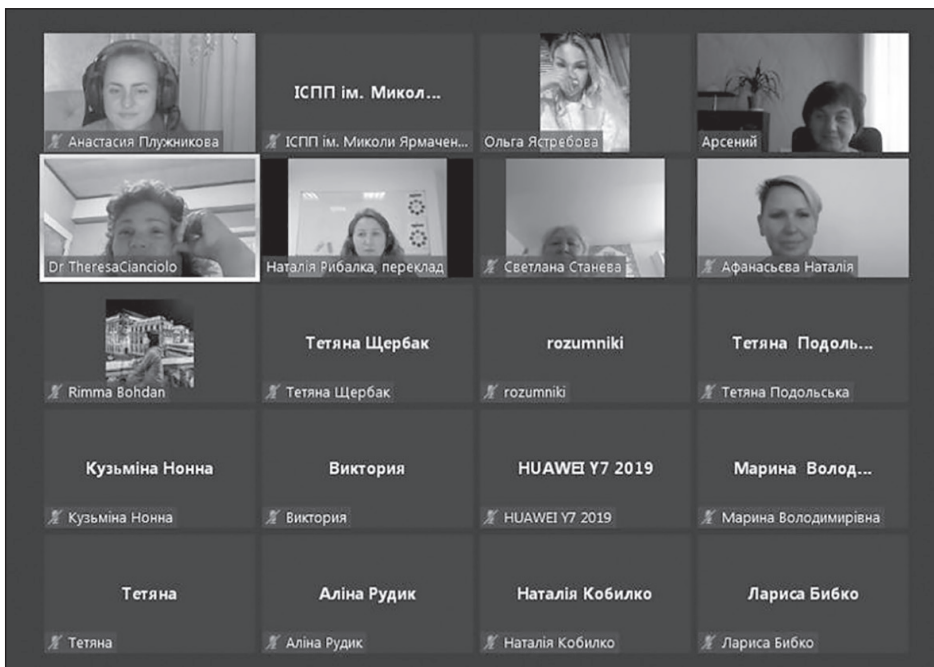 Анастасия Плужникова
ІСПП ім. Микол...
ІСПП ім. Миколи Ярмачен...
Ольга Ястребова
Арсений
Dr TheresaCianciolo
Наталія Рибалка, переклад
Светлана Станева
Афанасьєва Наталія
Rimma Bohdan
Тетяна Щербак
Тетяна Щербак
rozumniki
rozumniki
Тетяна Подоль...
Тетяна Подольська
Кузьміна Нонна
Кузьміна Нонна
Виктория
Виктория
HUAWEI Y7 2019
HUAWEI Y7 2019
Марина Волод...
Марина Володимирівна
Тетяна
Тетяна
Аліна Рудик
Аліна Рудик
Наталія Кобилко
Наталія Кобилко
Лариса Бибко
Лариса Бибко